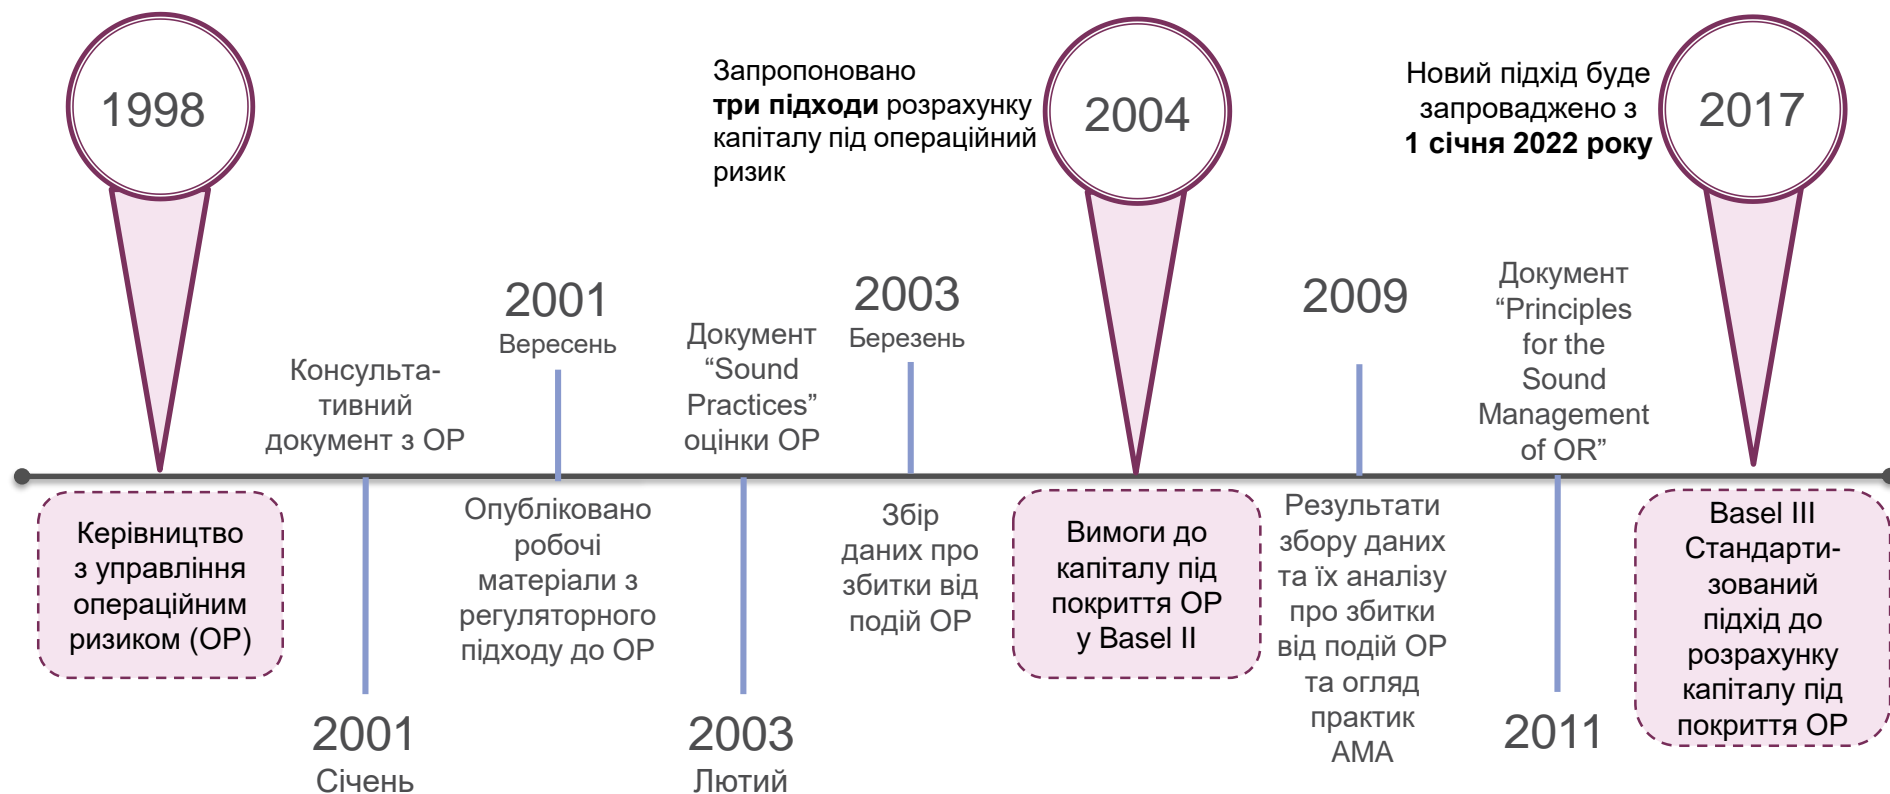 1998
Керівництво
з управління
операційним
ризиком (ОР)
Консульта-
тивний
документ з ОР
2001
Січень
2001
Вересень
Опубліковано
робочі
матеріали з
регуляторного
підходу до ОР
Документ
“Sound
Practices”
оцінки ОР
2003
Лютий
2003
Березень
Збір
даних про
збитки від
подій ОР
Запропоновано
три підходи розрахунку
капіталу під операційний
ризик
2004
Вимоги до
капіталу під
покриття ОР
у Basel II
2009
Результати
збору даних
та їх аналізу
про збитки
від подій ОР
та огляд
практик
АМА
Документ
“Principles
for the
Sound
Management
of OR”
2011
Новий підхід буде
запроваджено з
1 січня 2022 року
2017
Basel III
Стандарти-
зований
підхід до
розрахунку
капіталу під
покриття ОР